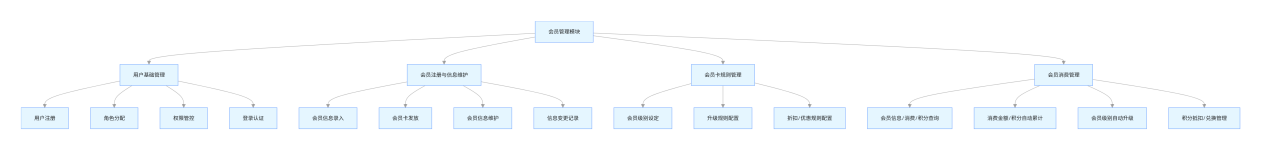 会员管理模块
用户基础管理
会员注册与信息维护
会员卡规则管理
会员消费管理
用户注册
角色分配
权限管控
登录认证
会员信息录入
会员卡发放
会员信息维护
信息变更记录
会员级别设定
升级规则配置
折扣/优惠规则配置
会员信息/消费/积分查询
消费金额/积分自动累计
会员级别自动升级
积分抵扣/兑换管理